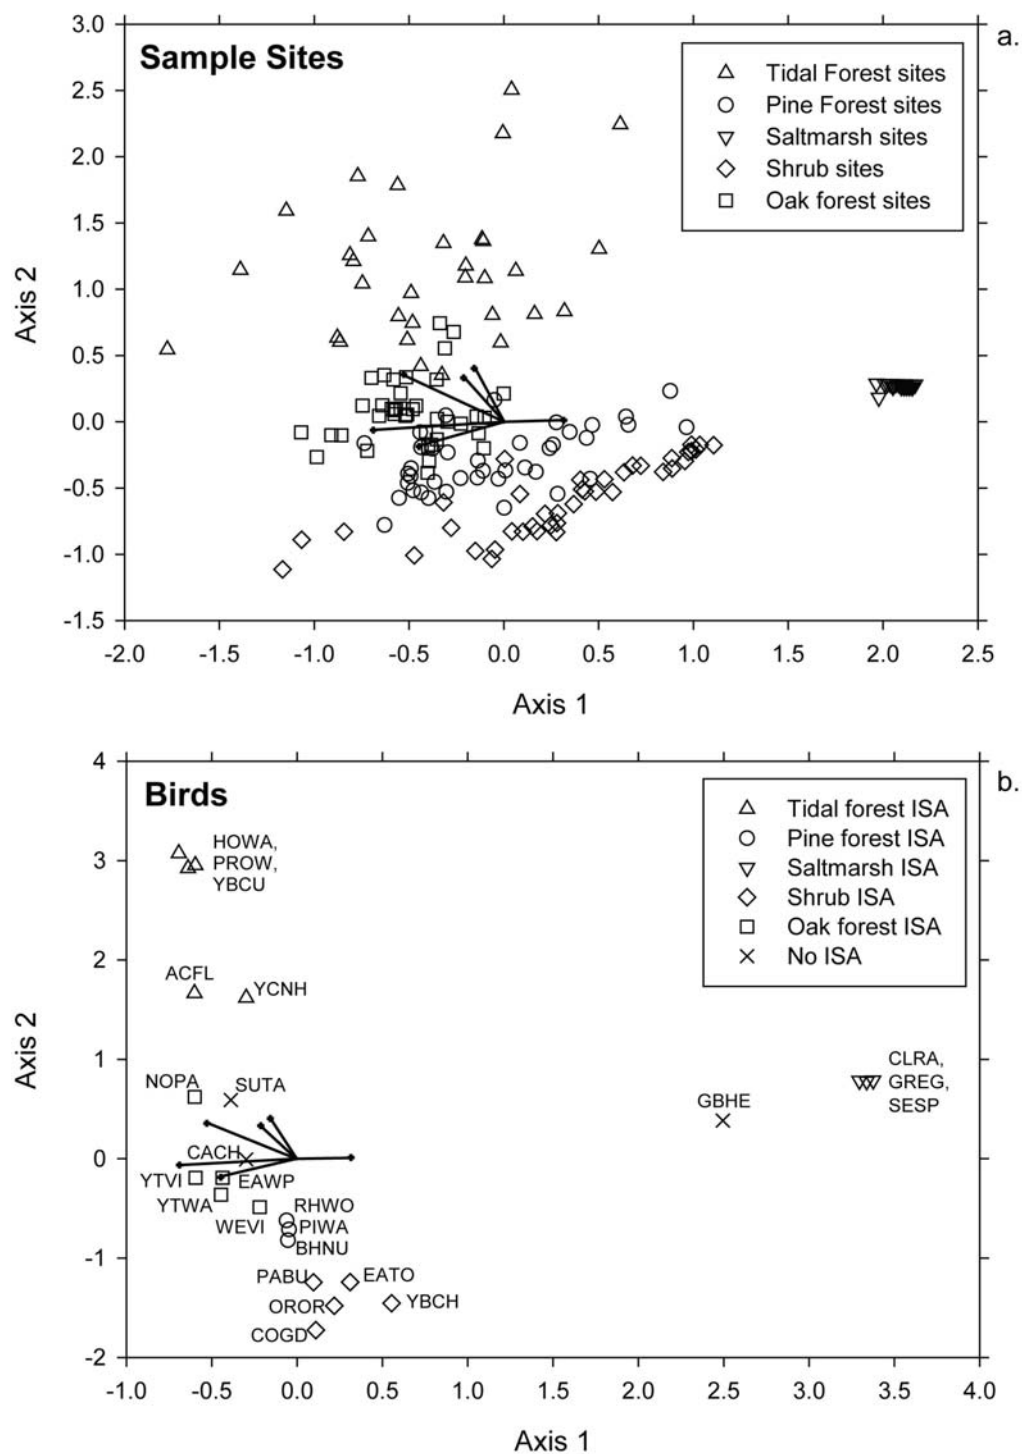 a.
Sample Sites
Tidal Forest sites
Pine Forest sites
Saltmarsh sites
Shrub sites
Oak forest sites
3.0
2.5
2.0
1.5
1.0
0.5
0.0
-0.5
-1.0
-1.5
Axis 2
-2.0 -1.5 -1.0 -0.5 0.0 0.5 1.0 1.5 2.0 2.5
Axis 1
b.
Birds
Tidal forest ISA
Pine forest ISA
Saltmarsh ISA
Shrub ISA
Oak forest ISA
No ISA
HOWA,
PROW,
YBCU
ACFL
YCNH
NOPA
SUTA
CLRA,
GREG,
SESP
GBHE
CACH
YTVI
EAWP
YTWA
WEVI
RHWO
PIWA
BHNU
PABU
EATO
OROR
YBCH
COGD
4
3
2
1
0
-1
-2
Axis 2
-1.0 -0.5 0.0 0.5 1.0 1.5 2.0 2.5 3.0 3.5 4.0
Axis 1